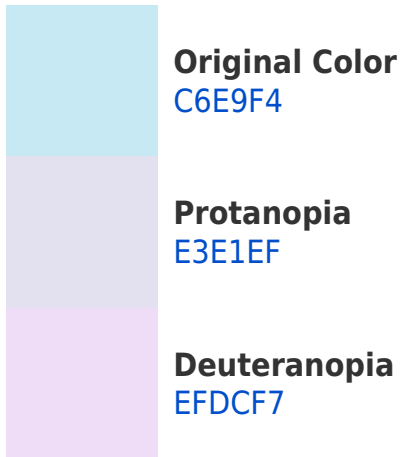 Original Color
C6E9F4
Protanopia
E3E1EF
Deuteranopia
EFDCF7